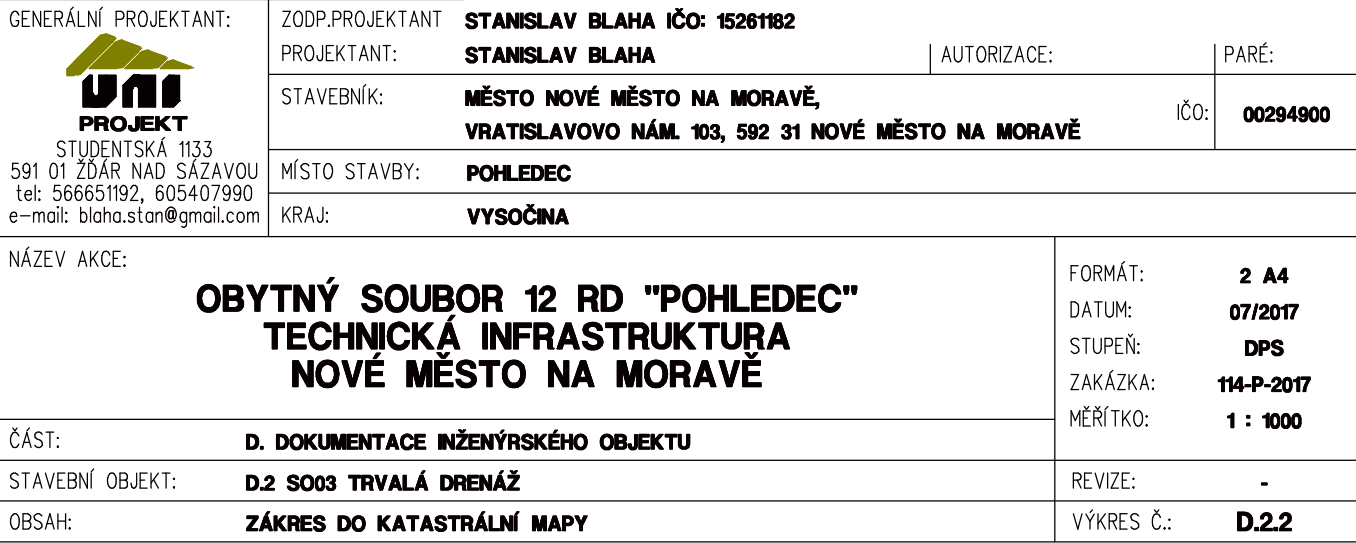 GENERÁLNÍ PROJEKTANT:
UNI
PROJEKT
STUDENTSKÁ 1133
591 01 ŽĎÁR NAD SÁZAVOU
tel: 566651192, 605407990
e-mail: blaha.stan@gmail.com
ZODP.PROJEKTANT STANISLAV BLAHA IČO: 15261182
PROJEKTANT: STANISLAV BLAHA AUTORIZACE: PARÉ:
STAVEBNÍK: MĚSTO NOVÉ MĚSTO NA MORAVĚ,
VRATISLAVOVO NÁM. 103, 592 31 NOVÉ MĚSTO NA MORAVĚ IČO: 00294900
MÍSTO STAVBY: POHLEDEC
KRAJ: VYSOČINA
NÁZEV AKCE:
OBYTNÝ SOUBOR 12 RD "POHLEDEC"
TECHNICKÁ INFRASTRUKTURA
NOVÉ MĚSTO NA MORAVĚ
FORMÁT: 2 A4
DATUM: 07/2017
STUPEŇ: DPS
ZAKÁZKA: 114-P-2017
MĚŘÍTKO: 1 : 1000
ČÁST: D. DOKUMENTACE INŽENÝRSKÉHO OBJEKTU
STAVEBNÍ OBJEKT: D.2 SO03 TRVALÁ DRENÁŽ
REVIZE: -
OBSAH: ZÁKRES DO KATASTRÁLNÍ MAPY
VÝKRES Č.: D.2.2